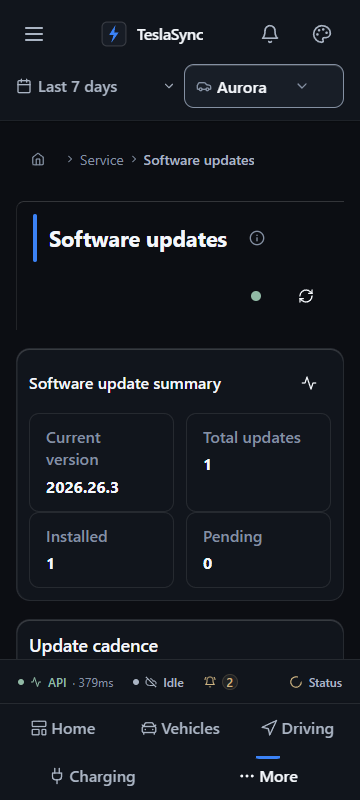 TeslaSync
Last 7 days
Aurora
Service
Software updates
Software updates
Software update summary
Current version
2026.26.3
Total updates
1
Installed
1
Pending
0
Update cadence
API · 379ms
Idle
2
Status
Home
Vehicles
Driving
Charging
More